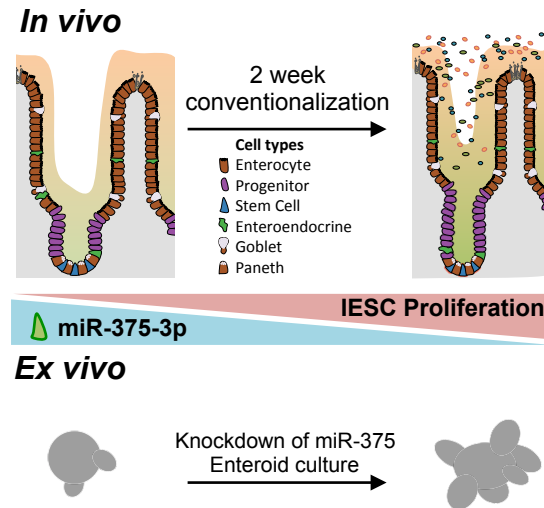 In vivo
2 week
conventionalization
Cell types
Enterocyte
Progenitor
Stem Cell
Enteroendocrine
Goblet
Paneth
IESC Proliferation
miR-375-3p
Ex vivo
Knockdown of miR-375
Enteroid culture